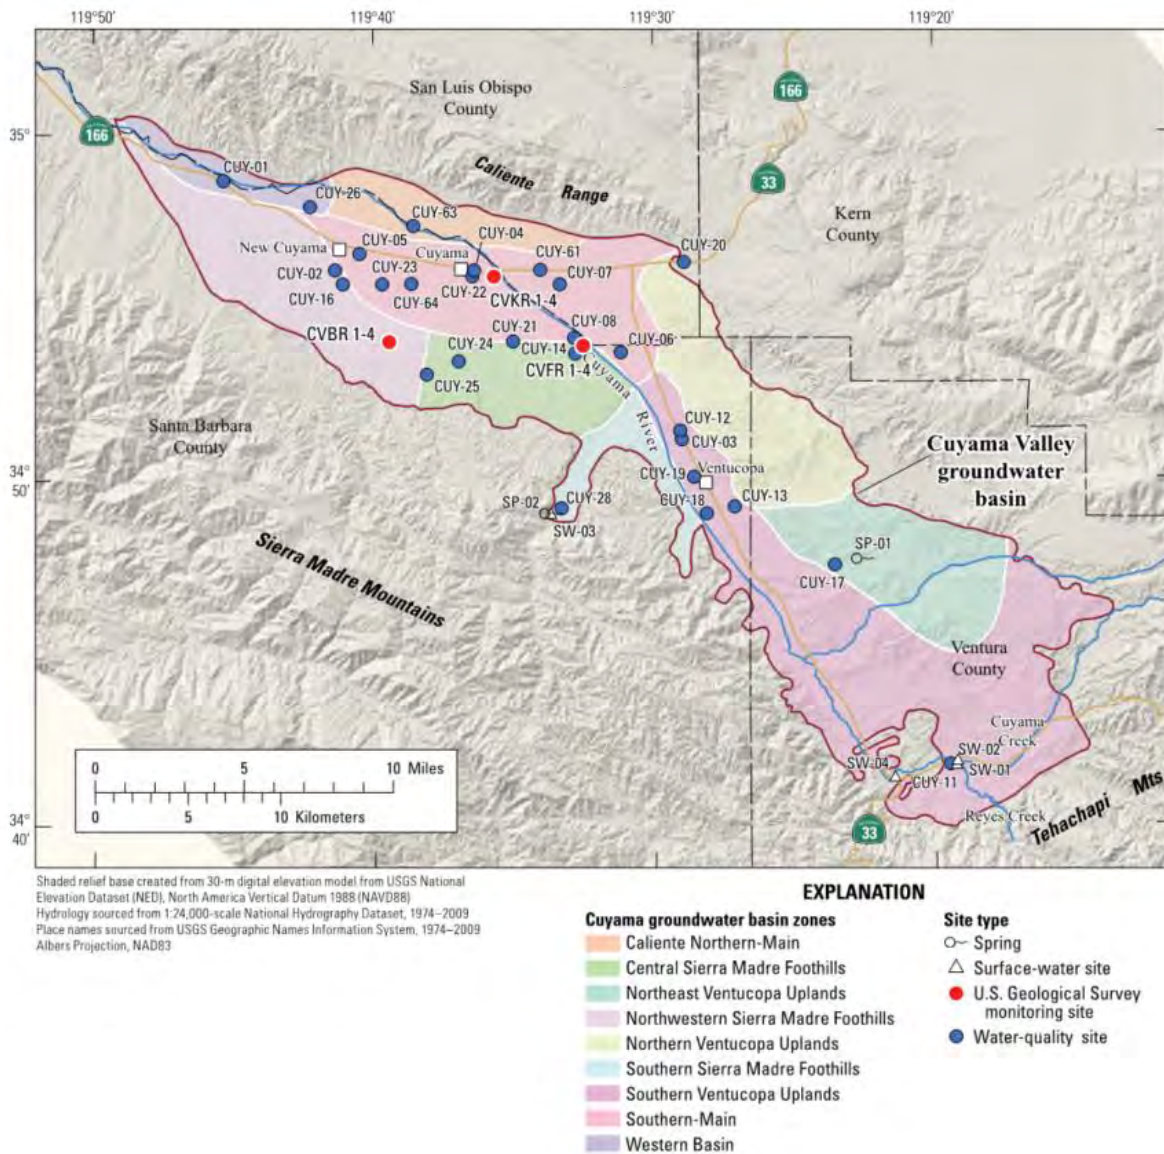 119°50'
119°40'
119°30'
119°20'
San Luis Obispo
County
166
35°
166
Caliente Range
33
Kern
County
CUY-01
CUY-26
CUY-63
CUY-04
CUY-20
New Cuyama
CUY-05
Cuyama
CUY-61
CUY-02
CUY-23
CUY-07
CUY-16
CUY-64
CUY-22
CVKR 1-4
CUY-08
CVBR 1-4
CUY-21
CUY-24
CUY-14
CUY-06
CVFR 1-4
CUY-25
Cuyama River
Santa Barbara
County
CUY-12
CUY-03
Cuyama Valley
groundwater
basin
34°
50'
CUY-19
Ventucopa
SP-02
CUY-28
CUY-18
CUY-13
SW-03
Sierra Madre Mountains
SP-01
CUY-17
Ventura
County
Cuyama
Creek
SW-02
SW-04
SW-01
CUY-11
Reyes Creek
Tehachapi Mts
33
34°
40'
0 5 10 Miles
0 5 10 Kilometers
Shaded relief base created from 30-m digital elevation model from USGS National
Elevation Dataset (NED), North America Vertical Datum 1988 (NAVD88)
Hydrology sourced from 1:24,000-scale National Hydrography Dataset, 1974–2009
Place names sourced from USGS Geographic Names Information System, 1974–2009
Albers Projection, NAD83
EXPLANATION
Cuyama groundwater basin zones
Caliente Northern-Main
Central Sierra Madre Foothills
Northeast Ventucopa Uplands
Northwestern Sierra Madre Foothills
Northern Ventucopa Uplands
Southern Sierra Madre Foothills
Southern Ventucopa Uplands
Southern-Main
Western Basin
Site type
Spring
Surface-water site
U.S. Geological Survey
monitoring site
Water-quality site